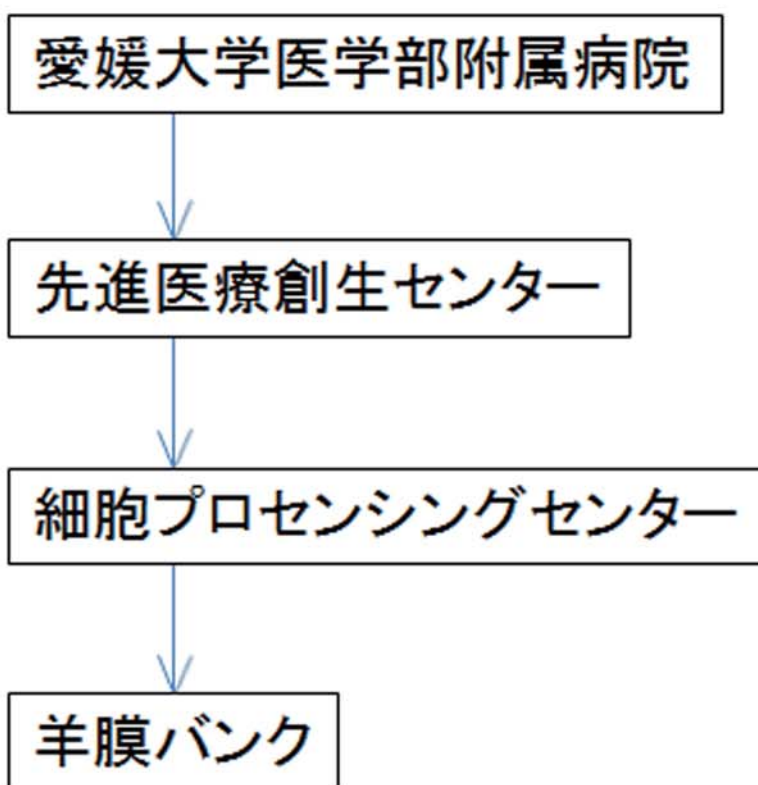 愛媛大学医学部附属病院
先進医療創生センター
細胞プロセンシングセンター
羊膜バンク